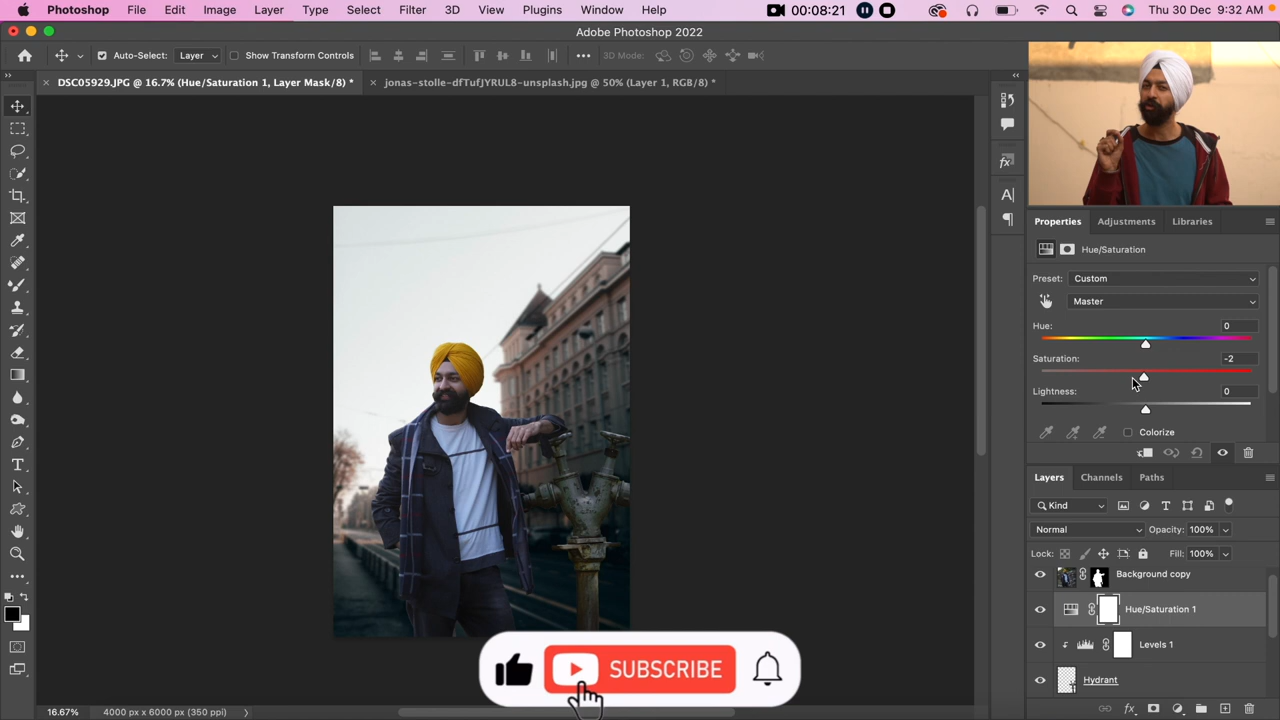 Photoshop File Edit Image Layer Type Select Filter 3D View Plugins Window Help 00:08:21 Thu 30 Dec 9:32 AM
Adobe Photoshop 2022
Auto-Select: Layer Show Transform Controls 3D Mode:
DSC05929.JPG @ 16.7% (Hue/Saturation 1, Layer Mask/8) * jonas-stolle-dfTufJYRUL8-unsplash.jpg @ 50% (Layer 1, RGB/8) *
Properties Adjustments Libraries
Hue/Saturation
Preset: Custom
Master
Hue: 0
Saturation: -2
Lightness: 0
Colorize
Layers Channels Paths
Kind
Normal Opacity: 100%
Lock: Fill: 100%
Background copy
Hue/Saturation 1
Levels 1
Hydrant
SUBSCRIBE
16.67% 4000 px x 6000 px (350 ppi)